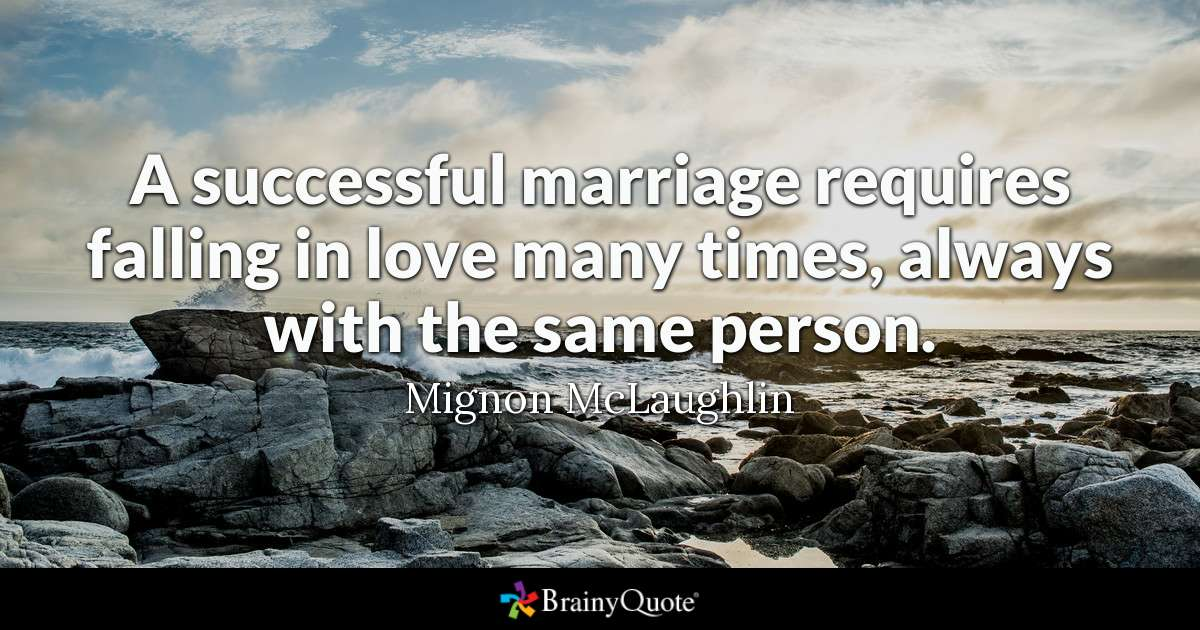 A successful marriage requires
falling in love many times, always
with the same person.
Mignon McLaughlin
BrainyQuote®